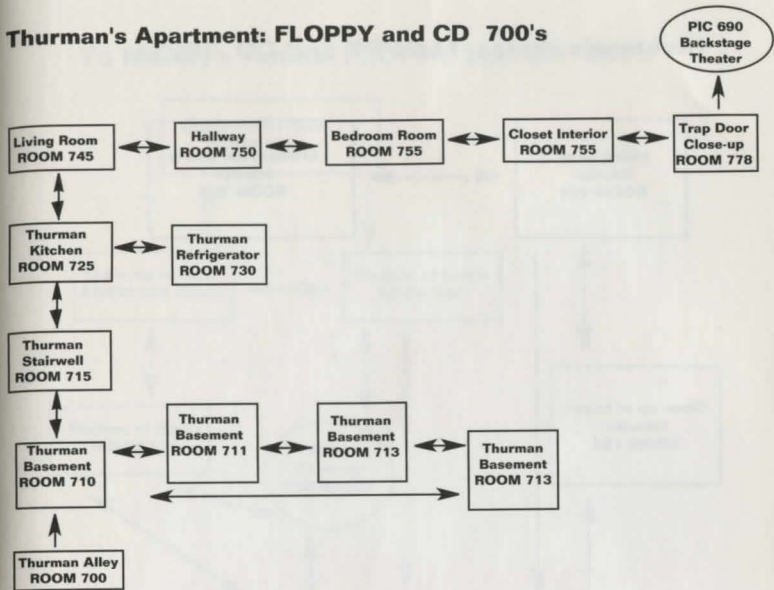 Thurman's Apartment: FLOPPY and CD 700's
PIC 690
Backstage
Theater
Living Room
ROOM 745
Hallway
ROOM 750
Bedroom Room
ROOM 755
Closet Interior
ROOM 755
Trap Door
Close-up
ROOM 778
Thurman
Kitchen
ROOM 725
Thurman
Refrigerator
ROOM 730
Thurman
Stairwell
ROOM 715
Thurman
Basement
ROOM 710
Thurman
Basement
ROOM 711
Thurman
Basement
ROOM 713
Thurman
Basement
ROOM 713
Thurman Alley
ROOM 700